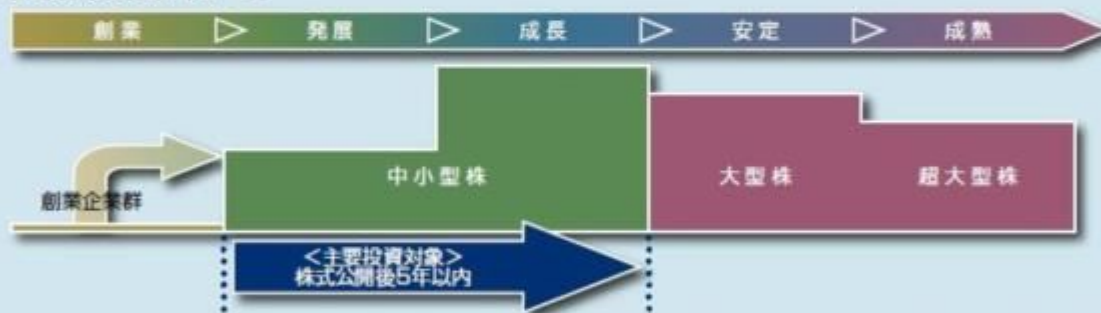 創業 発展 成長 安定 成熟
中小型株 大型株 超大型株
創業企業群
<主要投資対象>
株式公開後5年以内